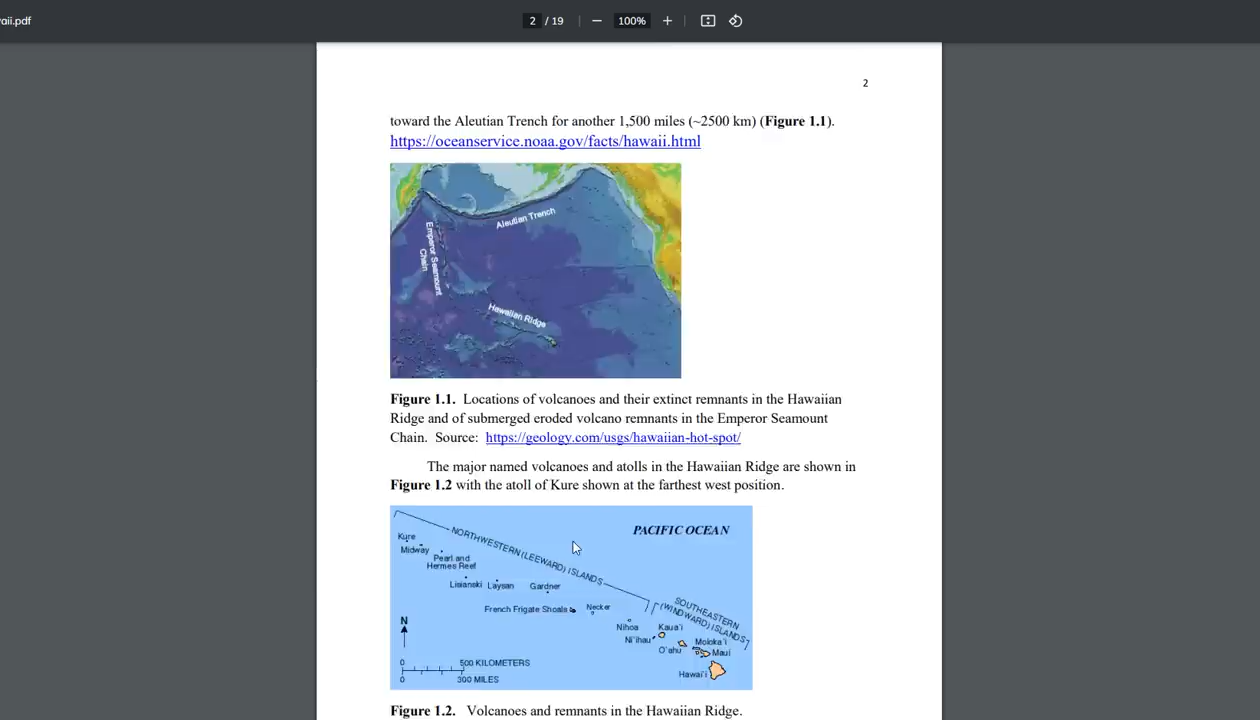 aii.pdf
2 / 19
100%
2
toward the Aleutian Trench for another 1,500 miles (~2500 km) (Figure 1.1).
https://oceanservice.noaa.gov/facts/hawaii.html
Aleutian Trench
Emperor Seamount
Chain
Hawaiian Ridge
Figure 1.1. Locations of volcanoes and their extinct remnants in the Hawaiian
Ridge and of submerged eroded volcano remnants in the Emperor Seamount
Chain. Source: https://geology.com/usgs/hawaiian-hot-spot/
The major named volcanoes and atolls in the Hawaiian Ridge are shown in
Figure 1.2 with the atoll of Kure shown at the farthest west position.
PACIFIC OCEAN
NORTHWESTERN (LEEWARD) ISLANDS
Kure
Midway
Pearl and
Hermes Reef
Lisianski
Laysan
Gardner
French Frigate Shoals
Necker
SOUTHEASTERN
(WINDWARD) ISLANDS
Nihoa
Kaua'i
Ni'ihau
O'ahu
Moloka'i
Maui
Hawai'i
N
0 500 KILOMETERS
0 300 MILES
Figure 1.2. Volcanoes and remnants in the Hawaiian Ridge.